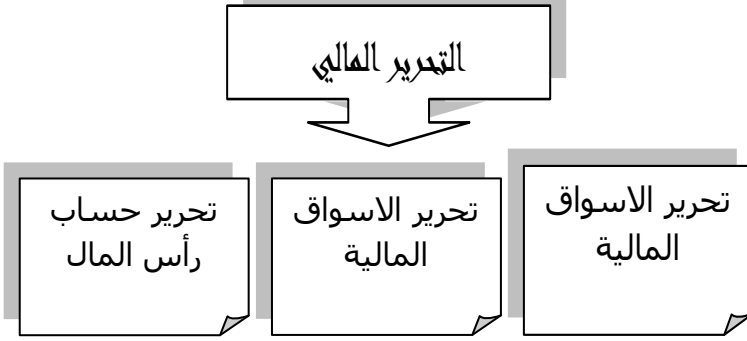 التحرير المالي
تحرير الاسواق
المالية
تحرير الاسواق
المالية
تحرير حساب
رأس المال